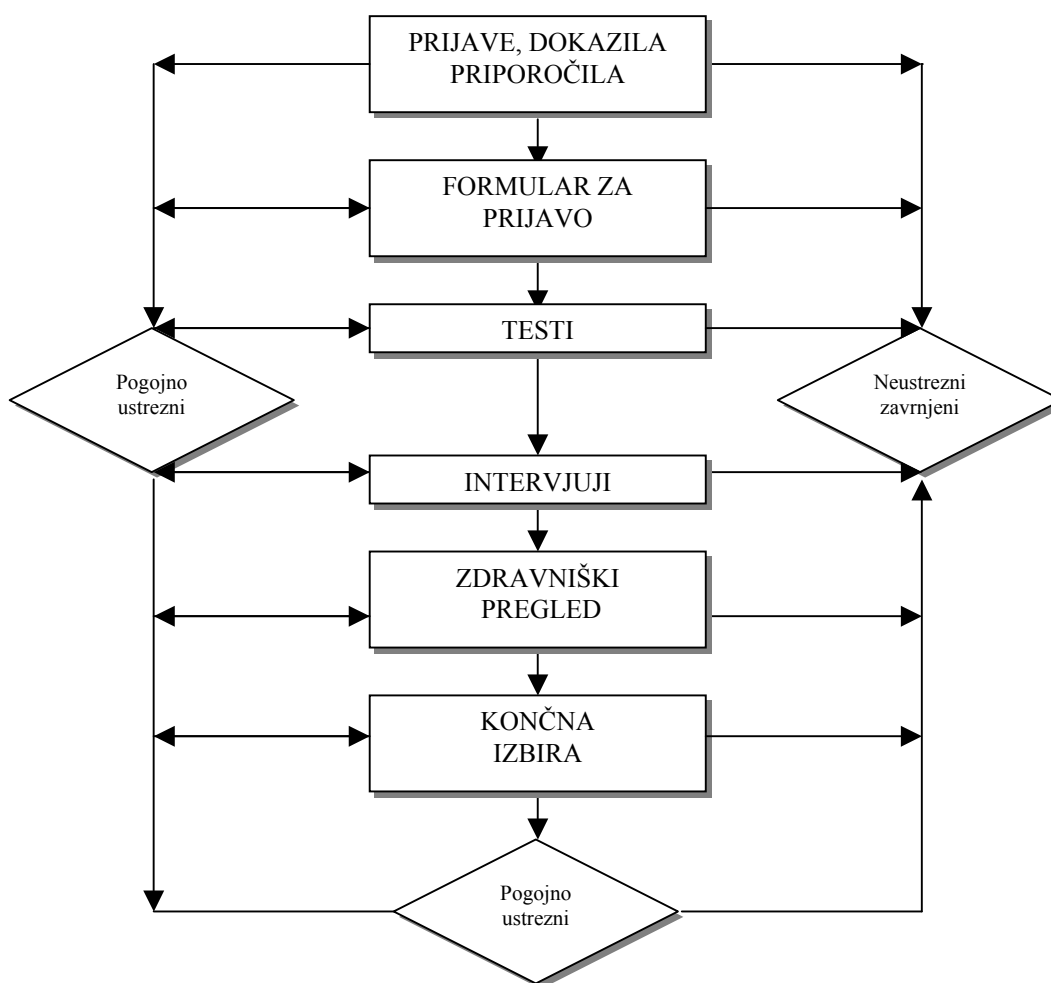 PRIJAVE, DOKAZILA
PRIPOROČILA
FORMULAR ZA
PRIJAVO
TESTI
Pogojno
ustrezni
Neustrezni
zavrnjeni
INTERVJUJI
ZDRAVNIŠKI
PREGLED
KONČNA
IZBIRA
Pogojno
ustrezni